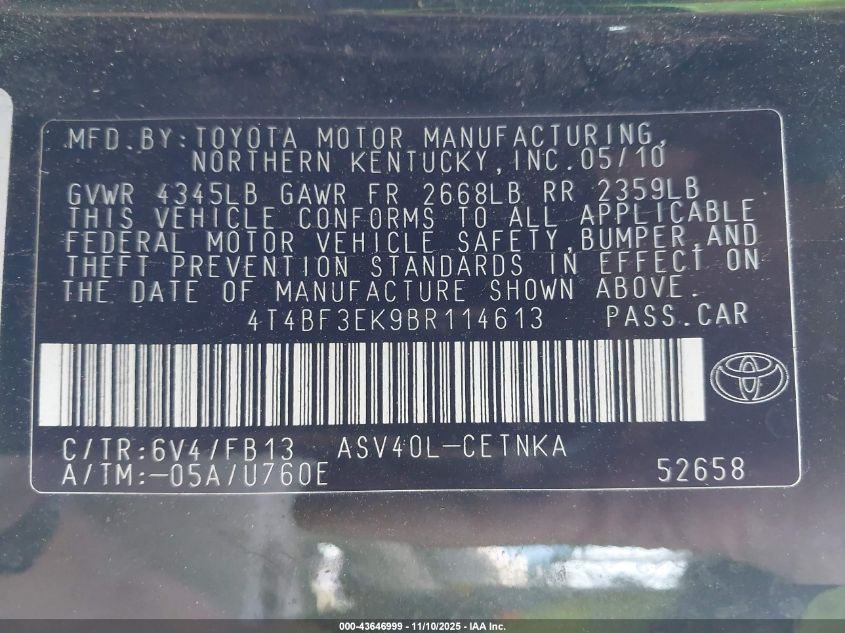 MFD.BY:TOYOTA MOTOR MANUFACTURING,
NORTHERN KENTUCKY,INC.05/10
GVWR 4345LB GAWR FR 2668LB RR 2359LB
THIS VEHICLE CONFORMS TO ALL APPLICABLE
FEDERAL MOTOR VEHICLE SAFETY,BUMPER,AND
THEFT PREVENTION STANDARDS IN EFFECT ON
THE DATE OF MANUFACTURE SHOWN ABOVE.
4T4BF3EK9BR114613 PASS.CAR
C/TR:6V4/FB13 ASV40L-CETNKA
A/TM:-05A/U760E 52658
000-43646999 - 11/10/2025 - IAA Inc.